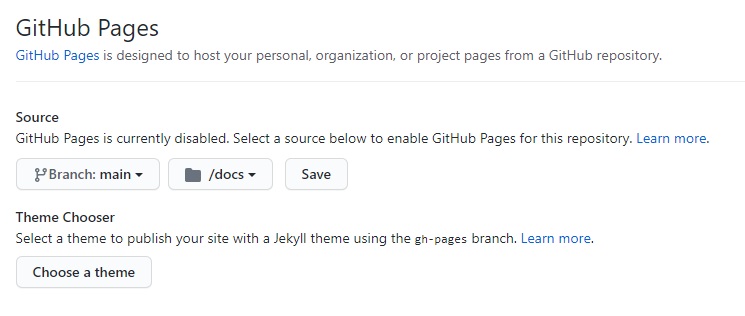 GitHub Pages
GitHub Pages is designed to host your personal, organization, or project pages from a GitHub repository.
Source
GitHub Pages is currently disabled. Select a source below to enable GitHub Pages for this repository. Learn more.
Branch: main /docs Save
Theme Chooser
Select a theme to publish your site with a Jekyll theme using the gh-pages branch. Learn more.
Choose a theme